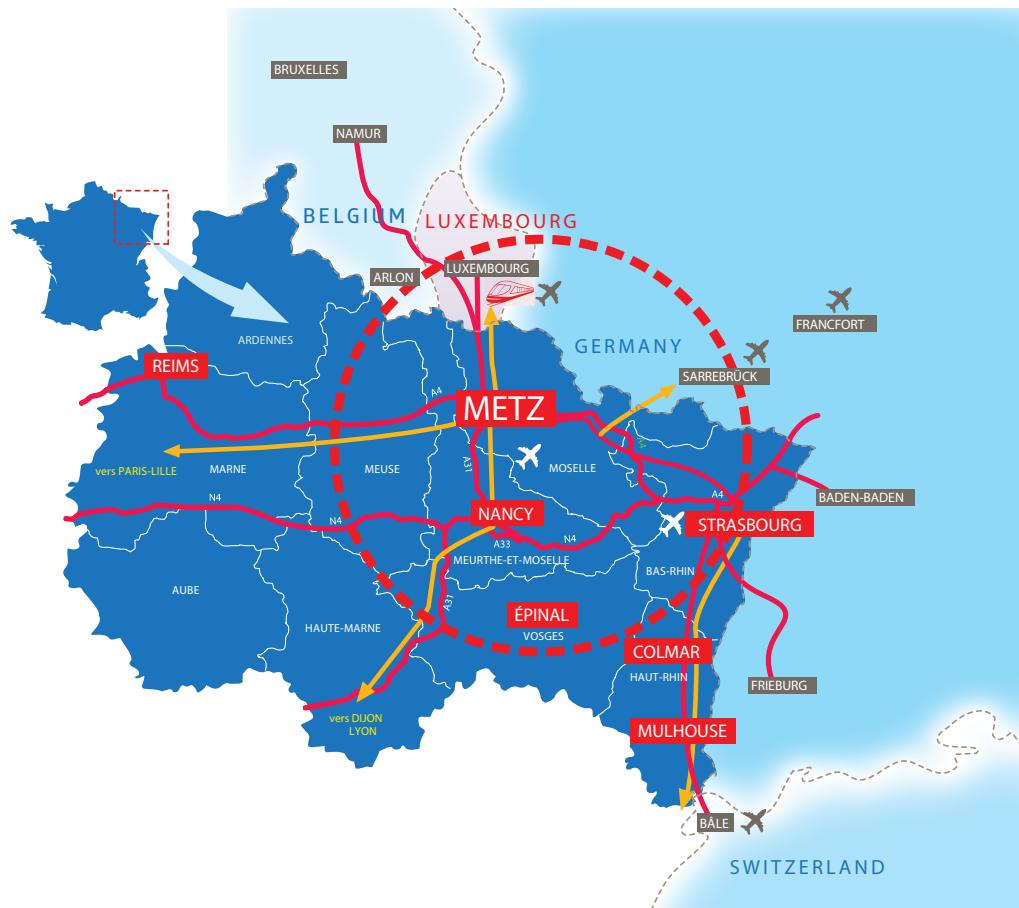 BRUXELLES
NAMUR
BELGIUM
LUXEMBOURG
ARLON
LUXEMBOURG
FRANCFORT
ARDENNES
GERMANY
REIMS
SARREBRÜCK
A4
METZ
A4
vers PARIS-LILLE
MARNE
MEUSE
A31
MOSELLE
BADEN-BADEN
N4
N4
NANCY
A4
STRASBOURG
A33
N4
MEURTHE-ET-MOSELLE
BAS-RHIN
AUBE
A31
HAUTE-MARNE
ÉPINAL
VOSGES
COLMAR
HAUT-RHIN
FRIEBURG
vers DIJON
LYON
MULHOUSE
BÂLE
SWITZERLAND